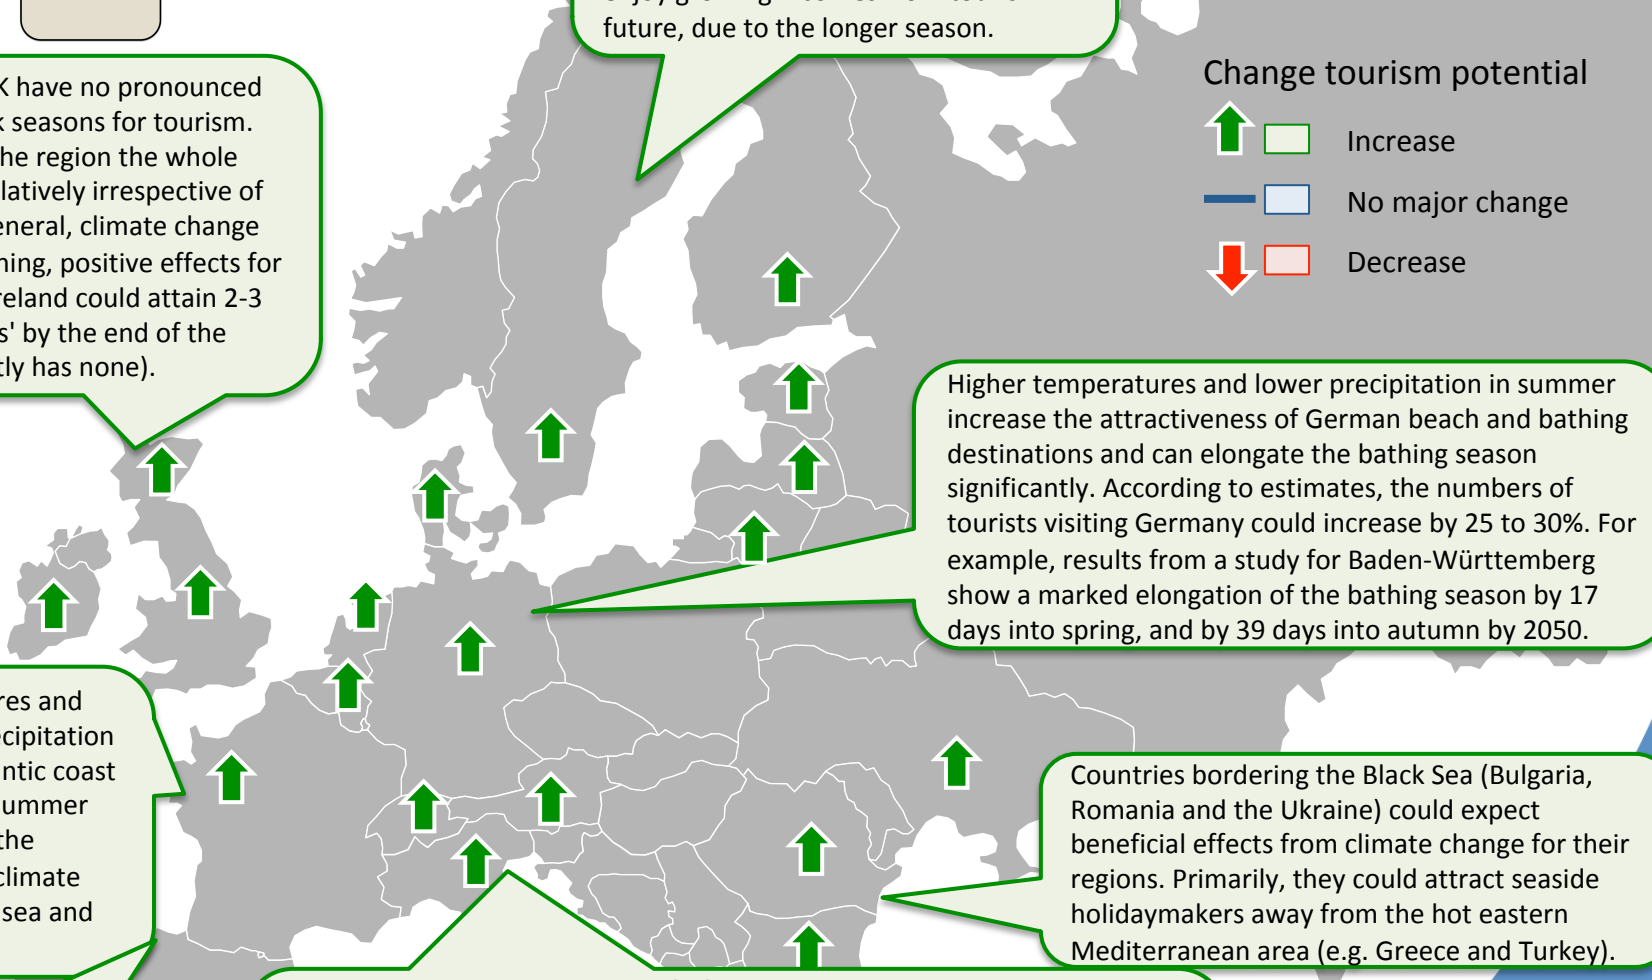 future, due to the longer season.
K have no pronounced
k seasons for tourism.
he region the whole
latively irrespective of
eneral, climate change
ning, positive effects for
reland could attain 2-3
s' by the end of the
tly has none).
Change tourism potential
Increase
No major change
Decrease
Higher temperatures and lower precipitation in summer
increase the attractiveness of German beach and bathing
destinations and can elongate the bathing season
significantly. According to estimates, the numbers of
tourists visiting Germany could increase by 25 to 30%. For
example, results from a study for Baden-Württemberg
show a marked elongation of the bathing season by 17
days into spring, and by 39 days into autumn by 2050.
res and
ecipitation
ntic coast
summer
the
climate
sea and
Countries bordering the Black Sea (Bulgaria,
Romania and the Ukraine) could expect
beneficial effects from climate change for their
regions. Primarily, they could attract seaside
holidaymakers away from the hot eastern
Mediterranean area (e.g. Greece and Turkey).